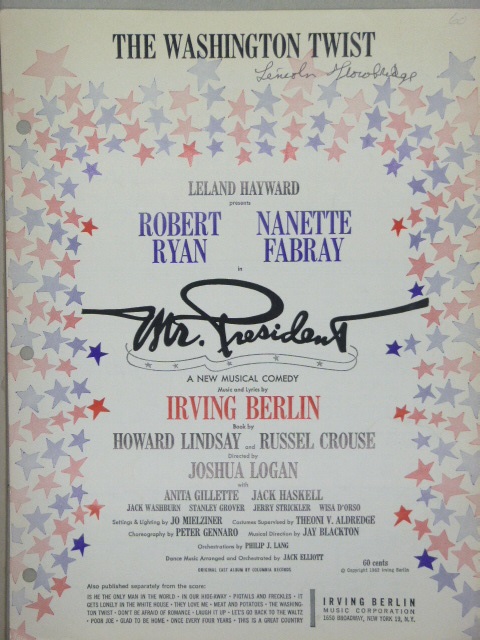 60
THE WASHINGTON TWIST
Lincoln
LELAND HAYWARD
presents
ROBERT RYAN NANETTE FABRAY
in
Mr. President
A NEW MUSICAL COMEDY
Music and Lyrics by
IRVING BERLIN
Book by
HOWARD LINDSAY and RUSSEL CROUSE
Directed by
JOSHUA LOGAN
with
ANITA GILLETTE JACK HASKELL
JACK WASHBURN STANLEY GROVER JERRY STRICKLER WISA D'ORSO
Settings & Lighting by JO MIELZINER Costumes Supervised by THEONI V. ALDREDGE
Choreography by PETER GENNARO Musical Direction by JAY BLACKTON
Orchestrations by PHILIP J. LANG
Dance Music Arranged and Orchestrated by JACK ELLIOTT
60 cents
ORIGINAL CAST ALBUM BY COLUMBIA RECORDS
© Copyright 1962 Irving Berlin
Also published separately from the score:
IS HE THE ONLY MAN IN THE WORLD • IN OUR HIDE-AWAY • PIGTAILS AND FRECKLES • IT
GETS LONELY IN THE WHITE HOUSE • THEY LOVE ME • MEAT AND POTATOES • THE WASHING-
TON TWIST • DON'T BE AFRAID OF ROMANCE • LAUGH IT UP • LET'S GO BACK TO THE WALTZ
• POOR JOE • GLAD TO BE HOME • ONCE EVERY FOUR YEARS • THIS IS A GREAT COUNTRY
IRVING BERLIN
MUSIC CORPORATION
1650 BROADWAY, NEW YORK 19, N.Y.